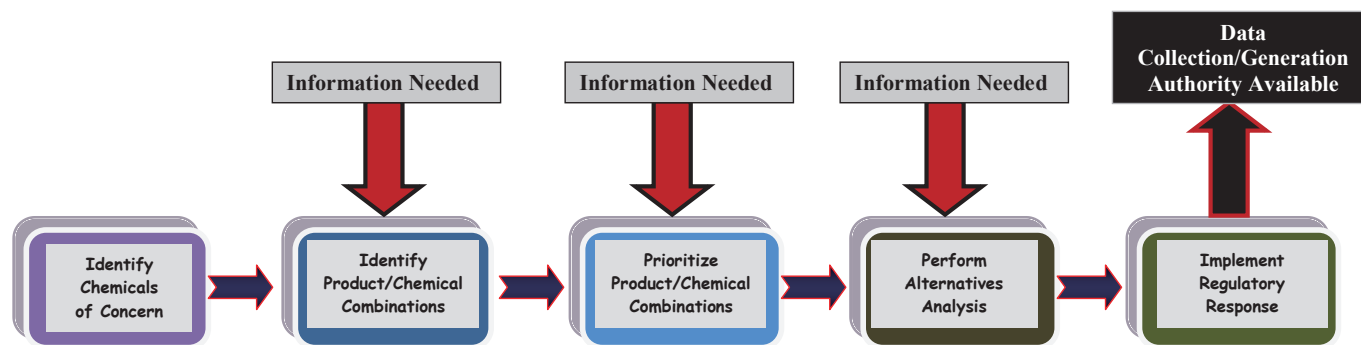 Data
Collection/Generation
Authority Available
Information Needed
Information Needed
Information Needed
Identify
Chemicals
of Concern
Identify
Product/Chemical
Combinations
Prioritize
Product/Chemical
Combinations
Perform
Alternatives
Analysis
Implement
Regulatory
Response